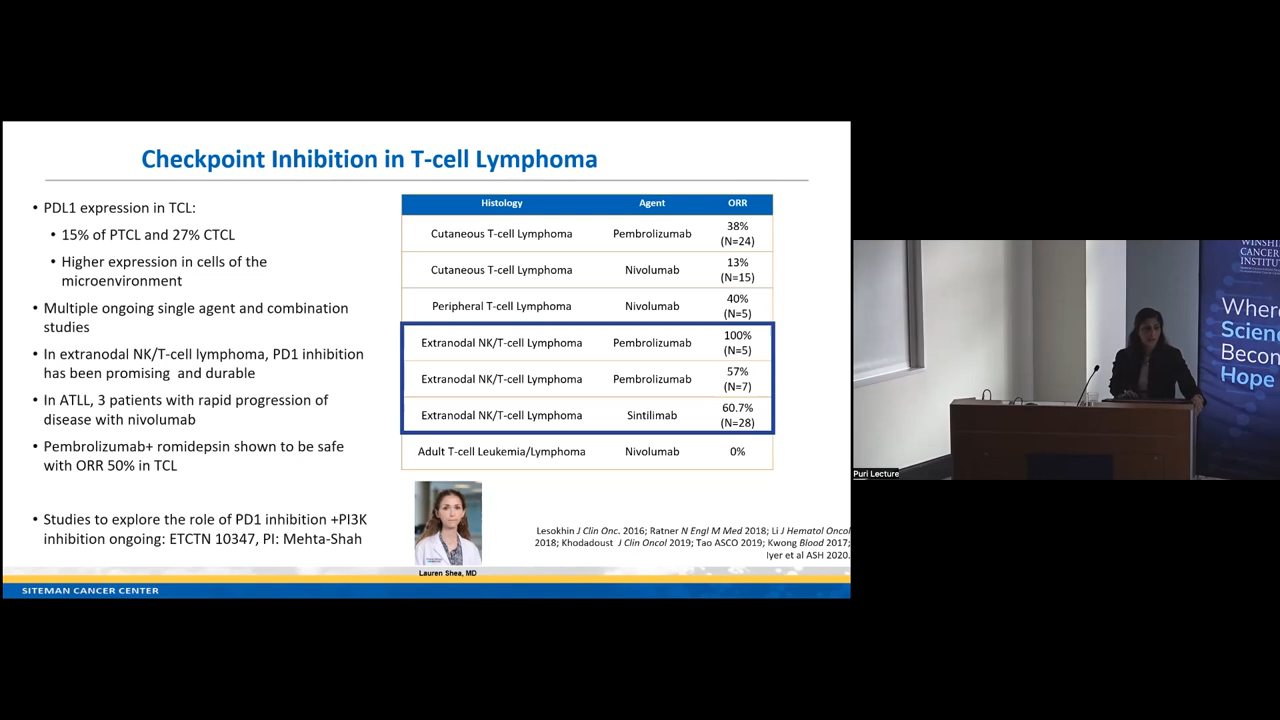 Checkpoint Inhibition in T-cell Lymphoma
• PDL1 expression in TCL:
• 15% of PTCL and 27% CTCL
• Higher expression in cells of the
microenvironment
• Multiple ongoing single agent and combination
studies
• In extranodal NK/T-cell lymphoma, PD1 inhibition
has been promising and durable
• In ATLL, 3 patients with rapid progression of
disease with nivolumab
• Pembrolizumab+ romidepsin shown to be safe
with ORR 50% in TCL
• Studies to explore the role of PD1 inhibition +PI3K
inhibition ongoing: ETCTN 10347, PI: Mehta-Shah
Histology Agent ORR
Cutaneous T-cell Lymphoma Pembrolizumab 38%
(N=24)
Cutaneous T-cell Lymphoma Nivolumab 13%
(N=15)
Peripheral T-cell Lymphoma Nivolumab 40%
(N=5)
Extranodal NK/T-cell Lymphoma Pembrolizumab 100%
(N=5)
Extranodal NK/T-cell Lymphoma Pembrolizumab 57%
(N=7)
Extranodal NK/T-cell Lymphoma Sintilimab 60.7%
(N=28)
Adult T-cell Leukemia/Lymphoma Nivolumab 0%
Lauren Shea, MD
Lesokhin J Clin Onc. 2016; Ratner N Engl M Med 2018; Li J Hematol Oncol
2018; Khodadoust J Clin Oncol 2019; Tao ASCO 2019; Kwong Blood 2017;
Iyer et al ASH 2020.
SITEMAN CANCER CENTER
WINSHIP
CANCER
INSTITUTE
Where
Science
Becom
Hope
Puri Lecture